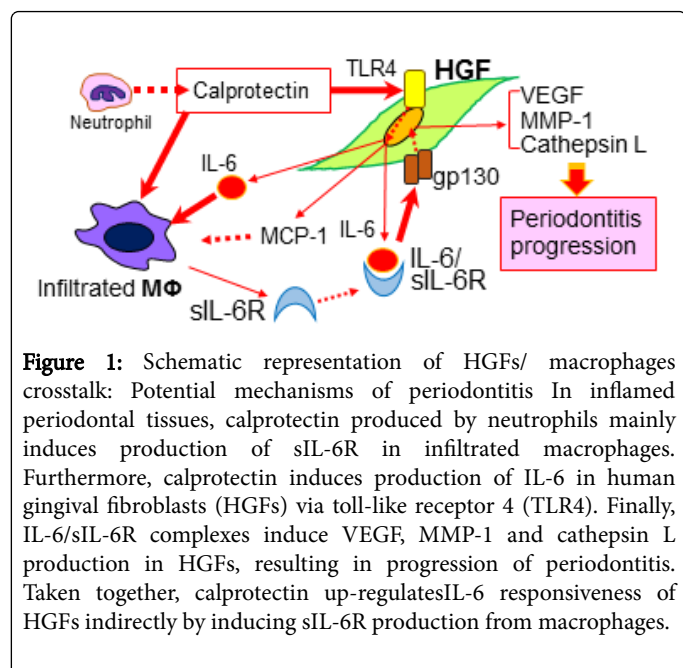 TLR4 HGF
Calprotectin
Neutrophil
VEGF
MMP-1
Cathepsin L
IL-6
gp130
MCP-1
IL-6
IL-6/
sIL-6R
Periodontitis
progression
Infiltrated MΦ
sIL-6R
Figure 1: Schematic representation of HGFs/ macrophages
crosstalk: Potential mechanisms of periodontitis In inflamed
periodontal tissues, calprotectin produced by neutrophils mainly
induces production of sIL-6R in infiltrated macrophages.
Furthermore, calprotectin induces production of IL-6 in human
gingival fibroblasts (HGFs) via toll-like receptor 4 (TLR4). Finally,
IL-6/sIL-6R complexes induce VEGF, MMP-1 and cathepsin L
production in HGFs, resulting in progression of periodontitis.
Taken together, calprotectin up-regulatesIL-6 responsiveness of
HGFs indirectly by inducing sIL-6R production from macrophages.